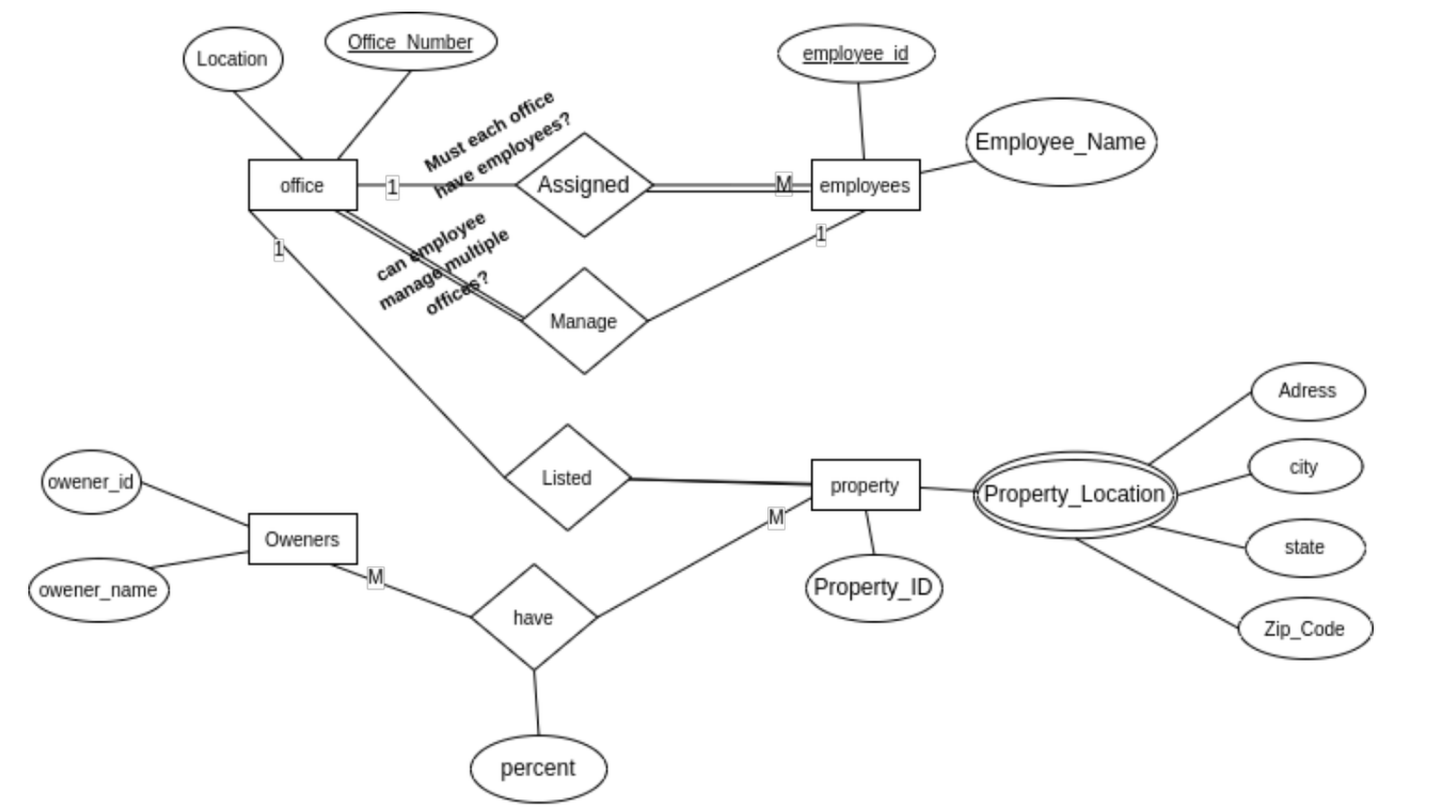 Location
Office_Number
employee_id
Employee_Name
Must each office
have employees?
office
1
Assigned
M
employees
can employee
manage multiple
offices?
1
1
Manage
Adress
city
Listed
property
Property_Location
owener_id
M
Oweners
state
owener_name
M
have
Property_ID
Zip_Code
percent